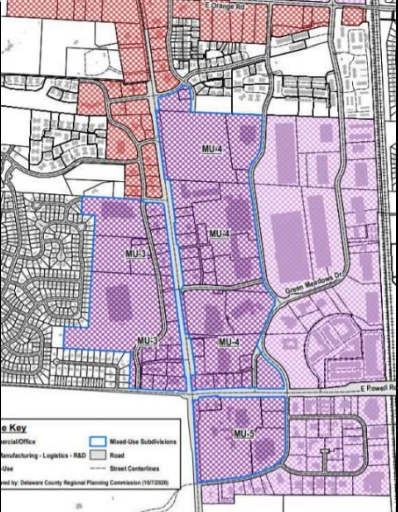 E Orange Rd
MU-4
MU-4
MU-3
Green Meadows Dr
MU-3
MU-4
E Powell Rd
MU-5
e Key
ercial/Office
Mixed-Use Subdivisions
Manufacturing - Logistics - R&D
Road
-Use
Street Centerlines
red by: Delaware County Regional Planning Commission (10/7/2020)